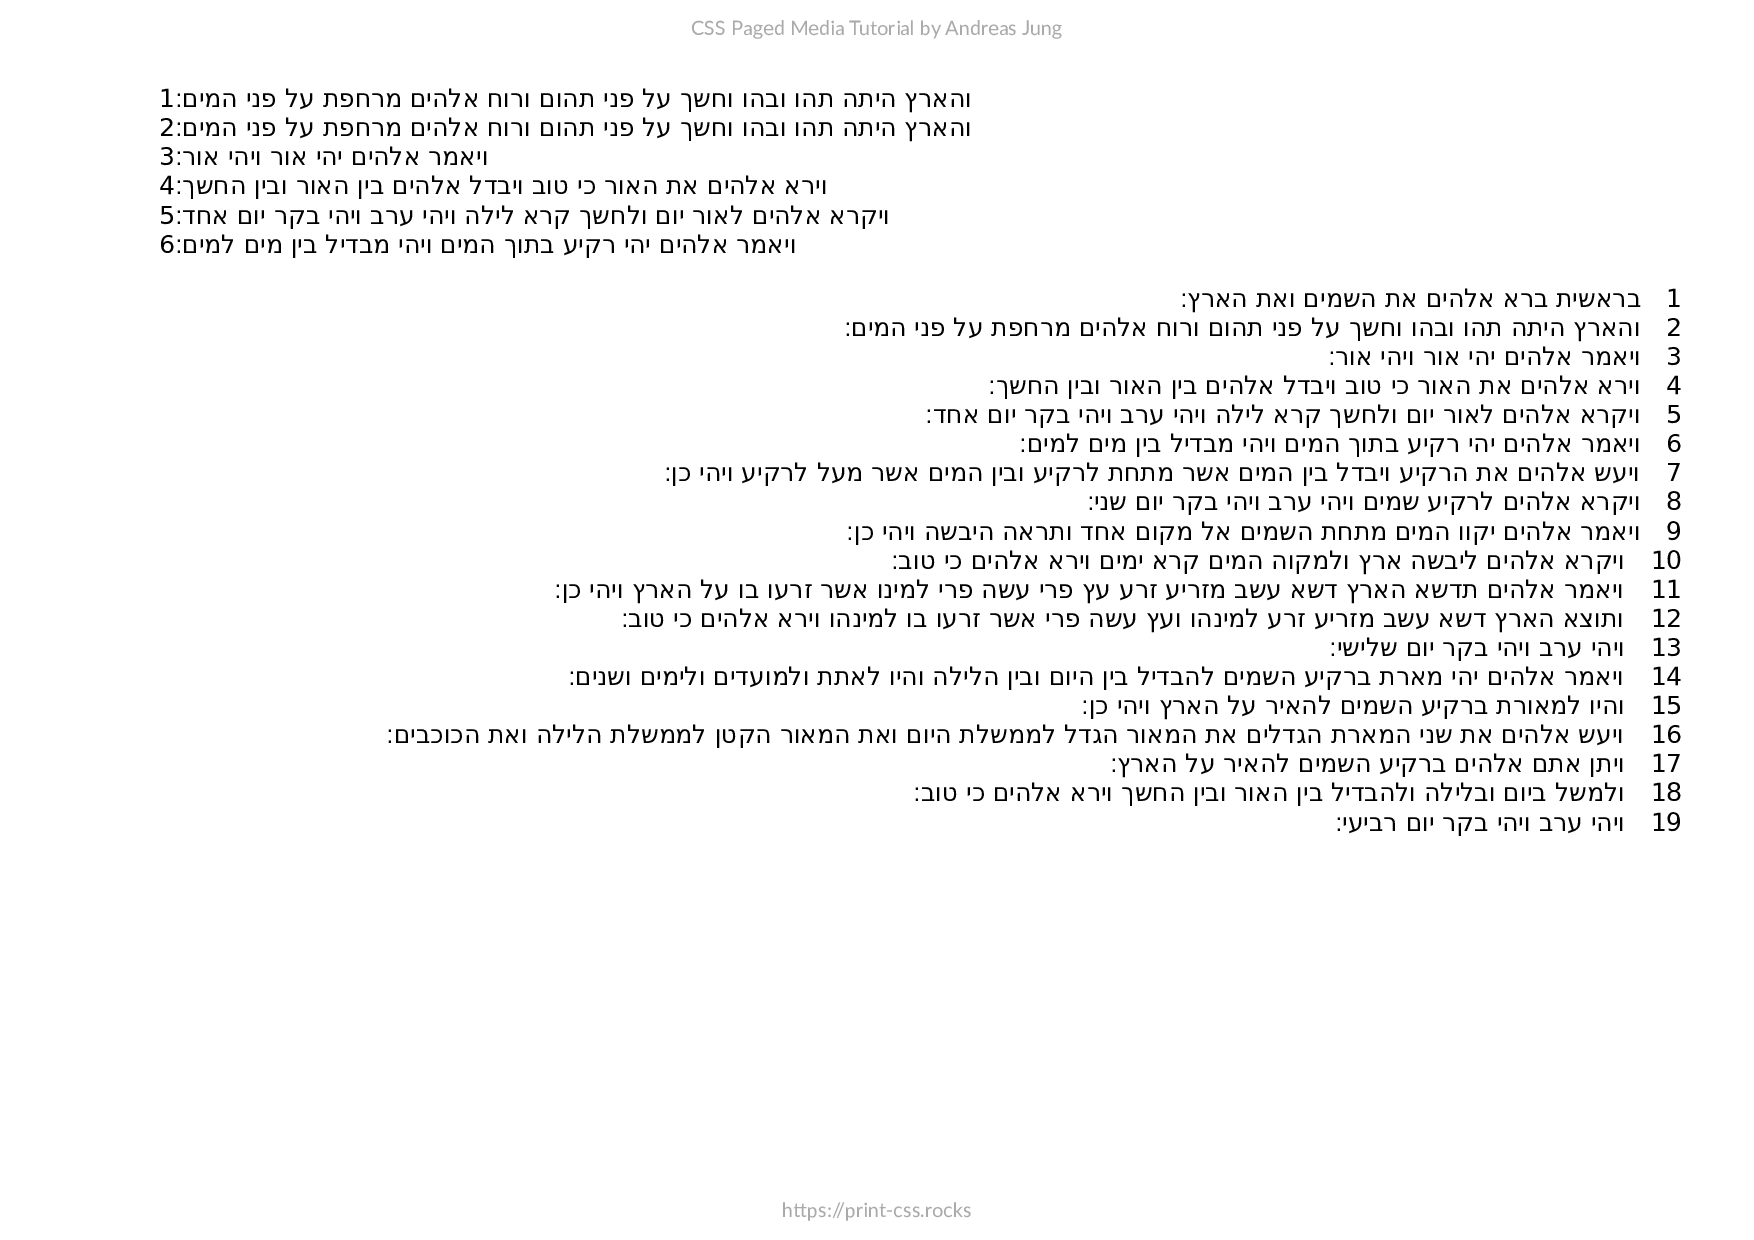 CSS Paged Media Tutorial by Andreas Jung
והארץ היתה תהו ובהו וחשך על פני תהום ורוח אלהים מרחפת על פני המים:1
והארץ היתה תהו ובהו וחשך על פני תהום ורוח אלהים מרחפת על פני המים:2
ויאמר אלהים יהי אור ויהי אור:3
וירא אלהים את האור כי טוב ויבדל אלהים בין האור ובין החשך:4
ויקרא אלהים לאור יום ולחשך קרא לילה ויהי ערב ויהי בקר יום אחד:5
ויאמר אלהים יהי רקיע בתוך המים ויהי מבדיל בין מים למים:6
1 בראשית ברא אלהים את השמים ואת הארץ:
2 והארץ היתה תהו ובהו וחשך על פני תהום ורוח אלהים מרחפת על פני המים:
3 ויאמר אלהים יהי אור ויהי אור:
4 וירא אלהים את האור כי טוב ויבדל אלהים בין האור ובין החשך:
5 ויקרא אלהים לאור יום ולחשך קרא לילה ויהי ערב ויהי בקר יום אחד:
6 ויאמר אלהים יהי רקיע בתוך המים ויהי מבדיל בין מים למים:
7 ויעש אלהים את הרקיע ויבדל בין המים אשר מתחת לרקיע ובין המים אשר מעל לרקיע ויהי כן:
8 ויקרא אלהים לרקיע שמים ויהי ערב ויהי בקר יום שני:
9 ויאמר אלהים יקוו המים מתחת השמים אל מקום אחד ותראה היבשה ויהי כן:
10 ויקרא אלהים ליבשה ארץ ולמקוה המים קרא ימים וירא אלהים כי טוב:
11 ויאמר אלהים תדשא הארץ דשא עשב מזריע זרע עץ פרי עשה פרי למינו אשר זרעו בו על הארץ ויהי כן:
12 ותוצא הארץ דשא עשב מזריע זרע למינהו ועץ עשה פרי אשר זרעו בו למינהו וירא אלהים כי טוב:
13 ויהי ערב ויהי בקר יום שלישי:
14 ויאמר אלהים יהי מארת ברקיע השמים להבדיל בין היום ובין הלילה והיו לאתת ולמועדים ולימים ושנים:
15 והיו למאורת ברקיע השמים להאיר על הארץ ויהי כן:
16 ויעש אלהים את שני המארת הגדלים את המאור הגדל לממשלת היום ואת המאור הקטן לממשלת הלילה ואת הכוכבים:
17 ויתן אתם אלהים ברקיע השמים להאיר על הארץ:
18 ולמשל ביום ובלילה ולהבדיל בין האור ובין החשך וירא אלהים כי טוב:
19 ויהי ערב ויהי בקר יום רביעי:
https://print-css.rocks